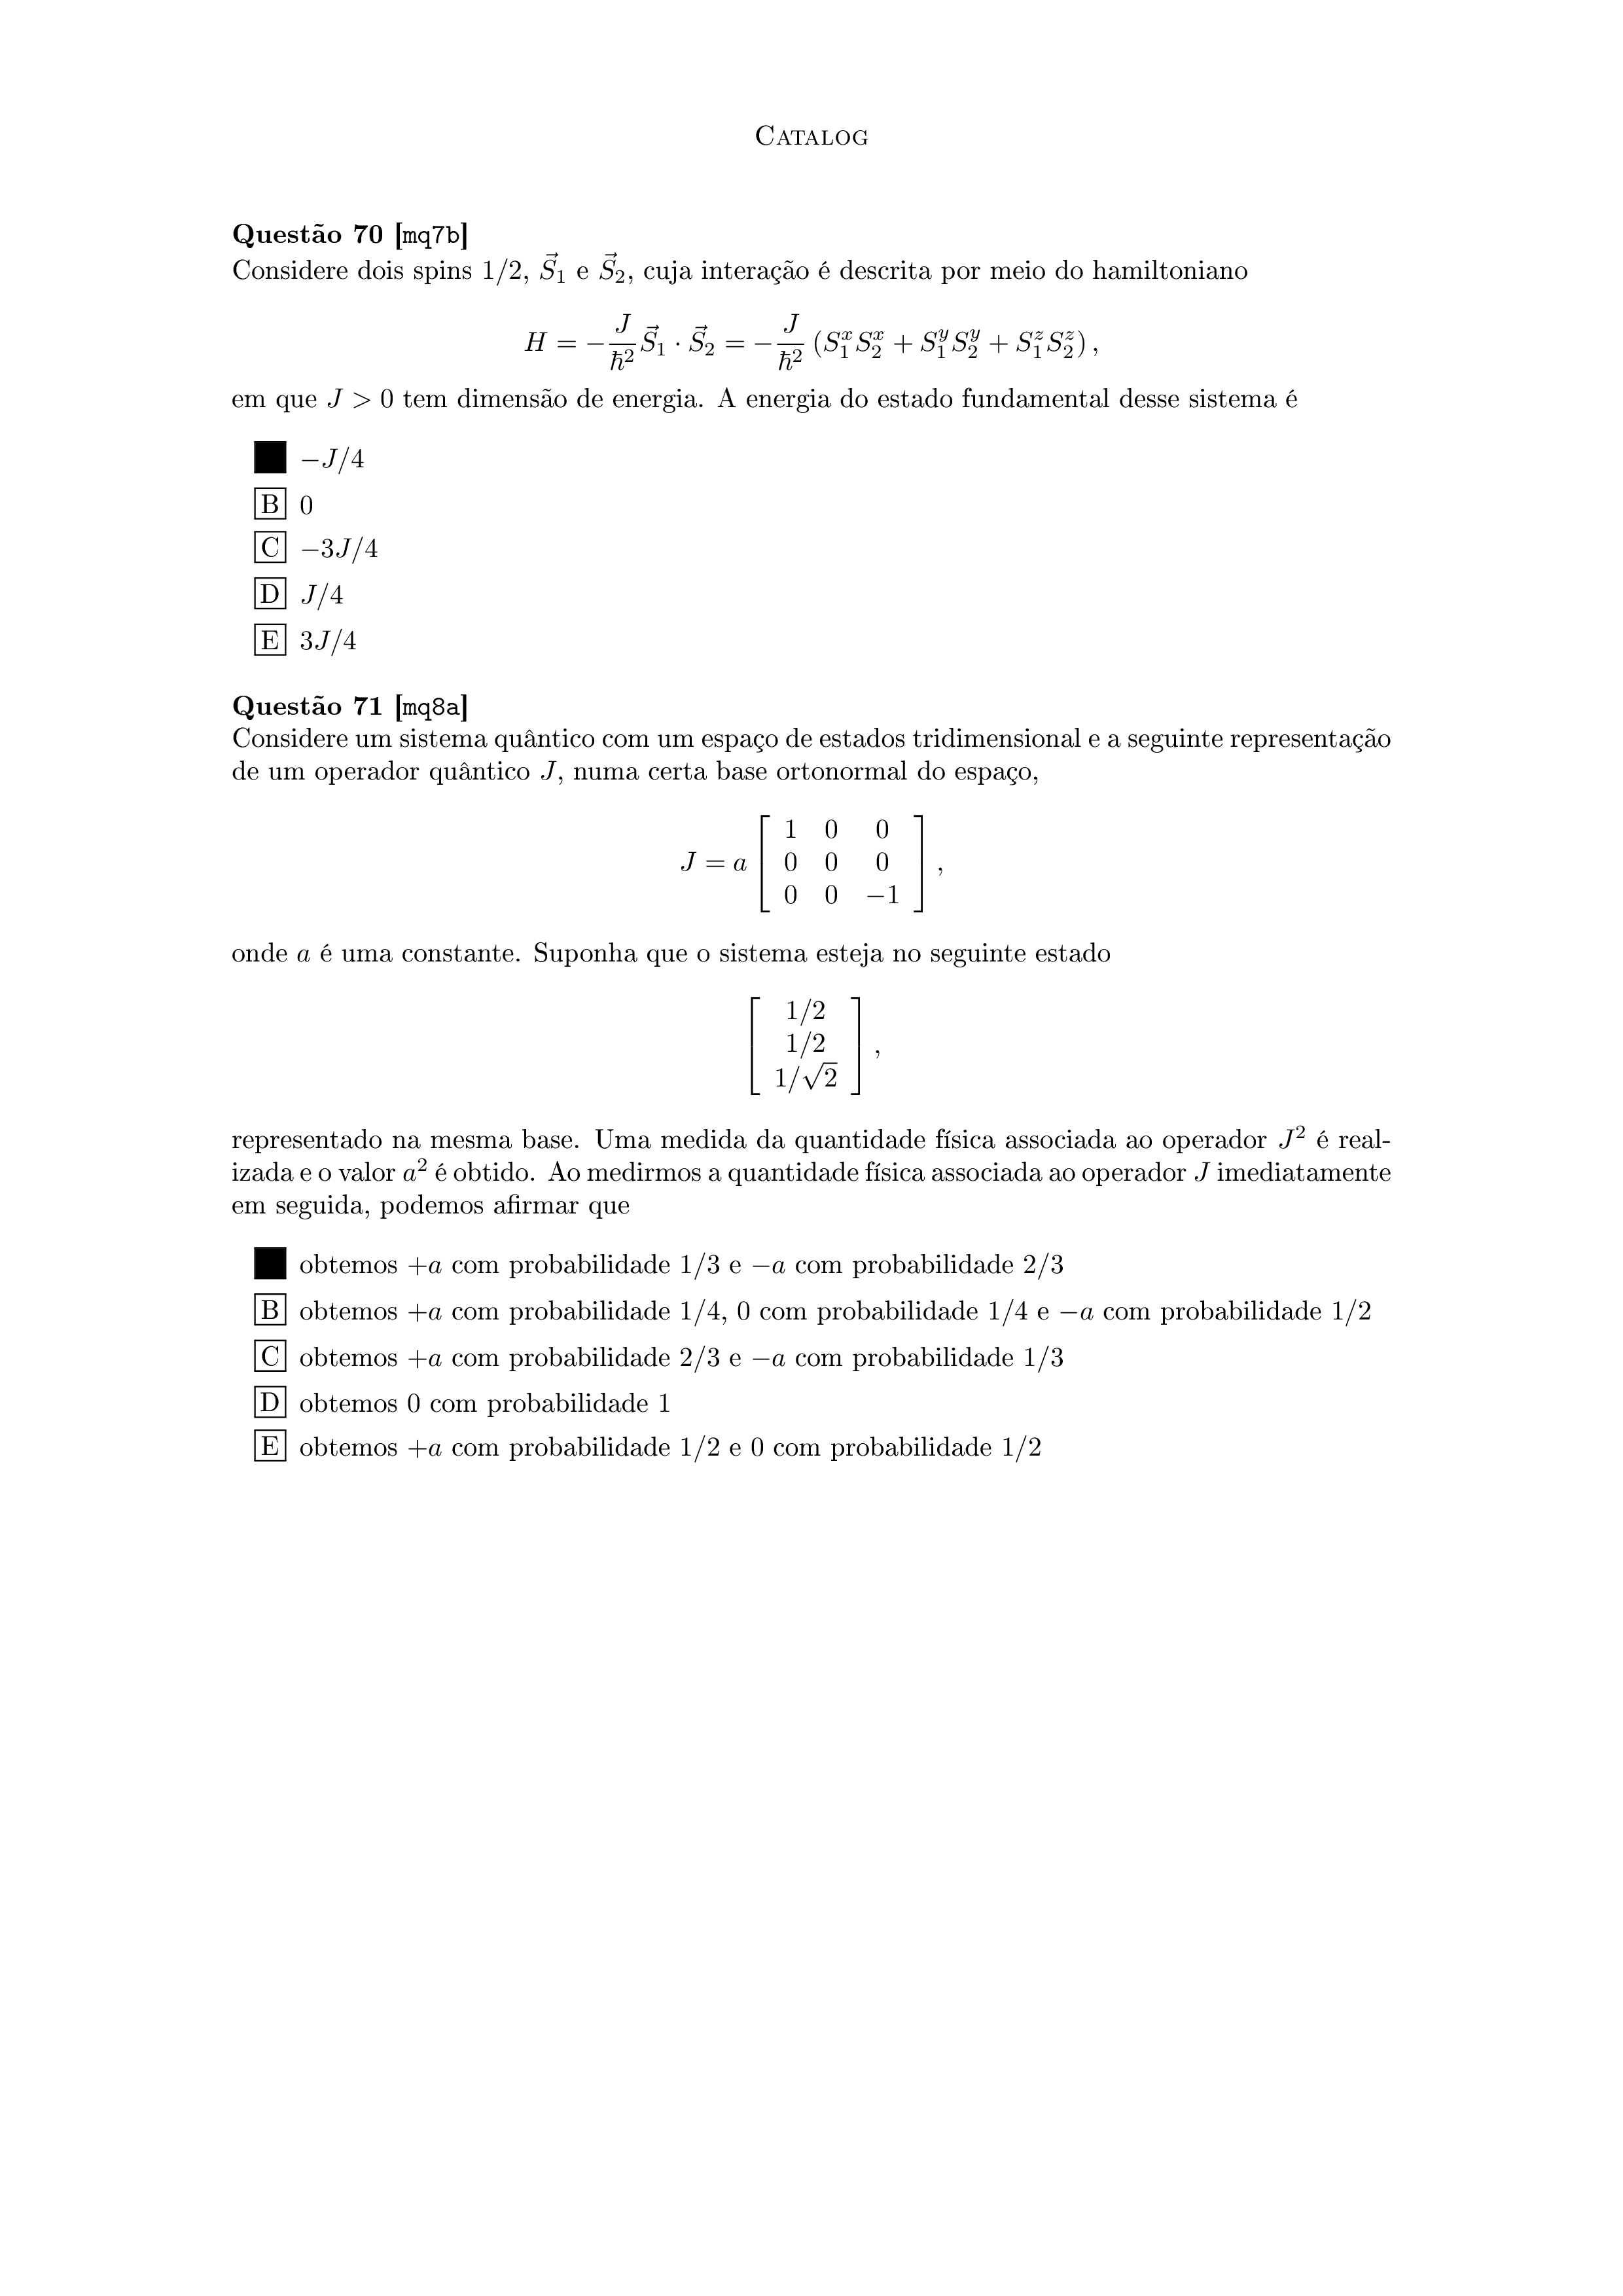 CATALOG
Questão 70 [mq7b]
Considere dois spins 1/2, $\vec{S}_1$ e $\vec{S}_2$, cuja interação é descrita por meio do hamiltoniano
$H = -\frac{J}{\hbar^2}\vec{S}_1 \cdot \vec{S}_2 = -\frac{J}{\hbar^2}\left(S_1^x S_2^x + S_1^y S_2^y + S_1^z S_2^z\right),$
em que $J > 0$ tem dimensão de energia. A energia do estado fundamental desse sistema é
$-J/4$
B 0
C $-3J/4$
D $J/4$
E $3J/4$
Questão 71 [mq8a]
Considere um sistema quântico com um espaço de estados tridimensional e a seguinte representação
de um operador quântico $J$, numa certa base ortonormal do espaço,
$J = a \begin{bmatrix} 1 & 0 & 0 \\ 0 & 0 & 0 \\ 0 & 0 & -1 \end{bmatrix},$
onde $a$ é uma constante. Suponha que o sistema esteja no seguinte estado
$\begin{bmatrix} 1/2 \\ 1/2 \\ 1/\sqrt{2} \end{bmatrix},$
representado na mesma base. Uma medida da quantidade física associada ao operador $J^2$ é real-
izada e o valor $a^2$ é obtido. Ao medirmos a quantidade física associada ao operador $J$ imediatamente
em seguida, podemos afirmar que
obtemos $+a$ com probabilidade 1/3 e $-a$ com probabilidade 2/3
B obtemos $+a$ com probabilidade 1/4, 0 com probabilidade 1/4 e $-a$ com probabilidade 1/2
C obtemos $+a$ com probabilidade 2/3 e $-a$ com probabilidade 1/3
D obtemos 0 com probabilidade 1
E obtemos $+a$ com probabilidade 1/2 e 0 com probabilidade 1/2